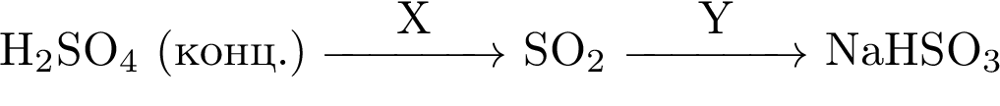 H₂SO₄ (конц.) —X→ SO₂ —Y→ NaHSO₃